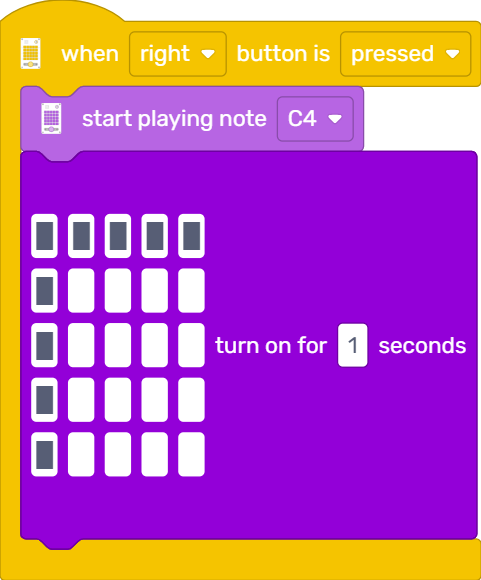 when right button is pressed
start playing note C4
turn on for 1 seconds